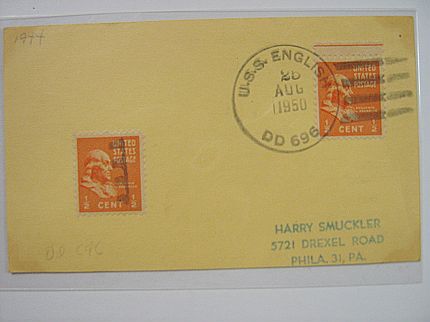 1944
U.S.S. ENGLISH
25
AUG
1950
DD 696
UNITED
STATES
POSTAGE
1/2 CENT 1/2
UNITED
STATES
POSTAGE
1/2 CENT 1/2
DD 696
HARRY SMUCKLER
5721 DREXEL ROAD
PHILA. 31, PA.